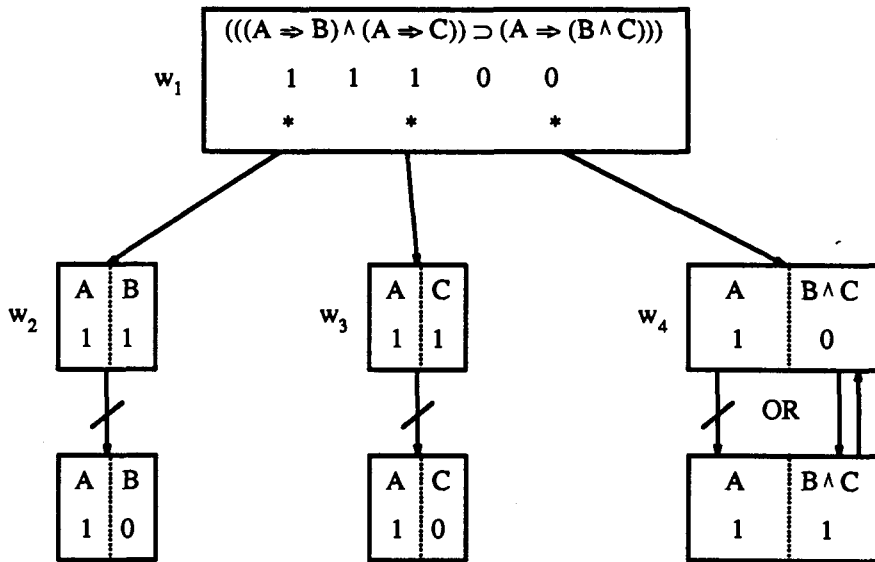 (((A ⇒ B) ∧ (A ⇒ C)) ⊃ (A ⇒ (B ∧ C)))
w₁ 1 1 1 0 0
* * *
A B A C A B ∧ C
w₂ 1 1 w₃ 1 1 w₄ 1 0
OR
A B A C A B ∧ C
1 0 1 0 1 1